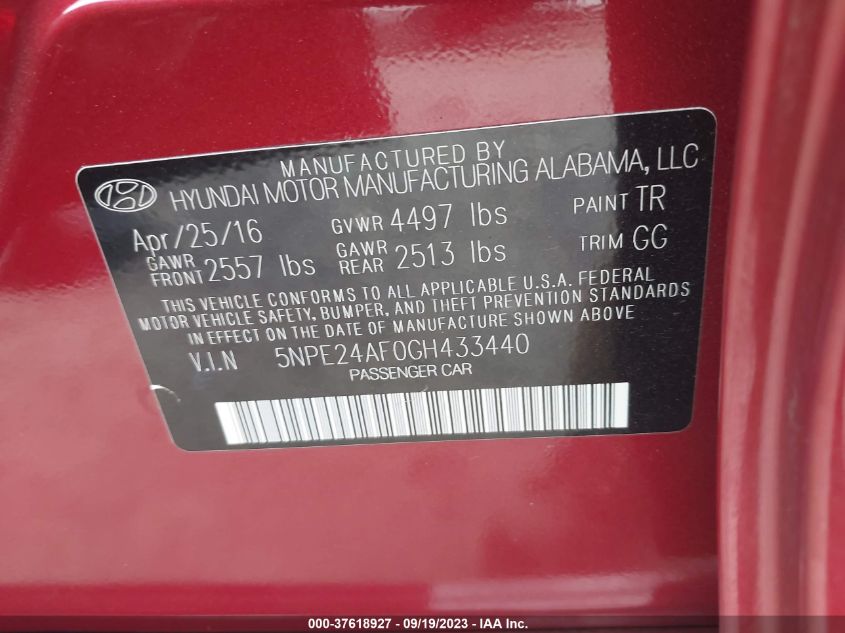 MANUFACTURED BY
HYUNDAI MOTOR MANUFACTURING ALABAMA, LLC
Apr/25/16 GVWR 4497 lbs PAINT TR
GAWR FRONT 2557 lbs GAWR REAR 2513 lbs TRIM GG
THIS VEHICLE CONFORMS TO ALL APPLICABLE U.S.A. FEDERAL
MOTOR VEHICLE SAFETY, BUMPER, AND THEFT PREVENTION STANDARDS
IN EFFECT ON THE DATE OF MANUFACTURE SHOWN ABOVE
V.I.N 5NPE24AF0GH433440
PASSENGER CAR
000-37618927 - 09/19/2023 - IAA Inc.